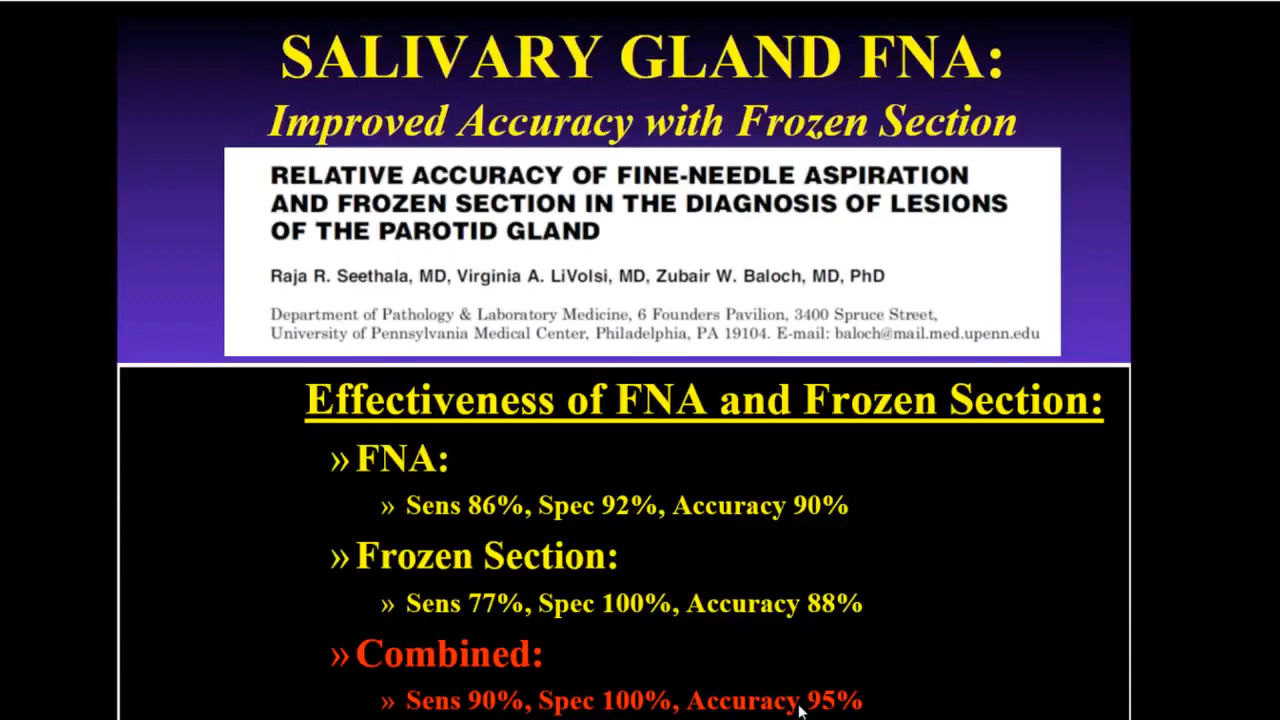 SALIVARY GLAND FNA:
Improved Accuracy with Frozen Section
RELATIVE ACCURACY OF FINE-NEEDLE ASPIRATION
AND FROZEN SECTION IN THE DIAGNOSIS OF LESIONS
OF THE PAROTID GLAND
Raja R. Seethala, MD, Virginia A. LiVolsi, MD, Zubair W. Baloch, MD, PhD
Department of Pathology & Laboratory Medicine, 6 Founders Pavilion, 3400 Spruce Street,
University of Pennsylvania Medical Center, Philadelphia, PA 19104. E-mail: baloch@mail.med.upenn.edu
Effectiveness of FNA and Frozen Section:
» FNA:
» Sens 86%, Spec 92%, Accuracy 90%
» Frozen Section:
» Sens 77%, Spec 100%, Accuracy 88%
» Combined:
» Sens 90%, Spec 100%, Accuracy 95%